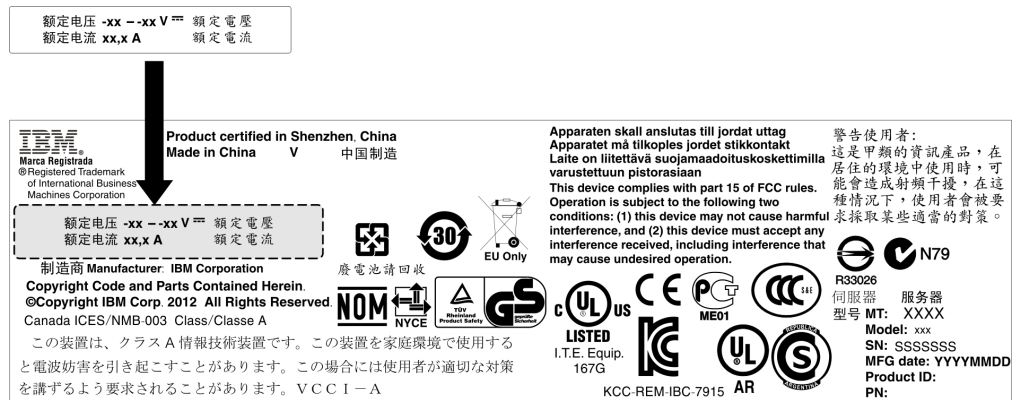 额定电压 -xx – -xx V ⎓ 額定電壓
额定电流 xx,x A 額定電流
IBM®
Marca Registrada
® Registered Trademark
of International Business
Machines Corporation
Product certified in Shenzhen, China
Made in China V 中国制造
额定电压 -xx – -xx V ⎓ 額定電壓
额定电流 xx,x A 額定電流
制造商 Manufacturer: IBM Corporation
Copyright Code and Parts Contained Herein.
©Copyright IBM Corp. 2012 All Rights Reserved.
Canada ICES/NMB-003 Class/Classe A
この装置は、クラスA情報技術装置です。この装置を家庭環境で使用する
と電波妨害を引き起こすことがあります。この場合には使用者が適切な対策
を講ずるよう要求されることがあります。VCCI-A
廢電池請回收
30
EU Only
NOM
NYCE
TÜV
Rheinland
Product Safety
GS
geprüfte
Sicherheit
Apparaten skall anslutas till jordat uttag
Apparatet må tilkoples jordet stikkontakt
Laite on liitettävä suojamaadoituskoskettimilla
varustettuun pistorasiaan
This device complies with part 15 of FCC rules.
Operation is subject to the following two
conditions: (1) this device may not cause harmful
interference, and (2) this device must accept any
interference received, including interference that
may cause undesired operation.
C UL® US
LISTED
I.T.E. Equip.
167G
CE
KCC-REM-IBC-7915
PCT
ME01
UL®
AR
CCC S&E
REPUBLICA
S
ARGENTINA
警告使用者:
這是甲類的資訊產品，在
居住的環境中使用時，可
能會造成射頻干擾，在這
種情況下，使用者會被要
求採取某些適當的對策。
R33026
N79
伺服器 服务器
型号 MT: XXXX
Model: xxx
SN: SSSSSSS
MFG date: YYYYMMDD
Product ID:
PN: